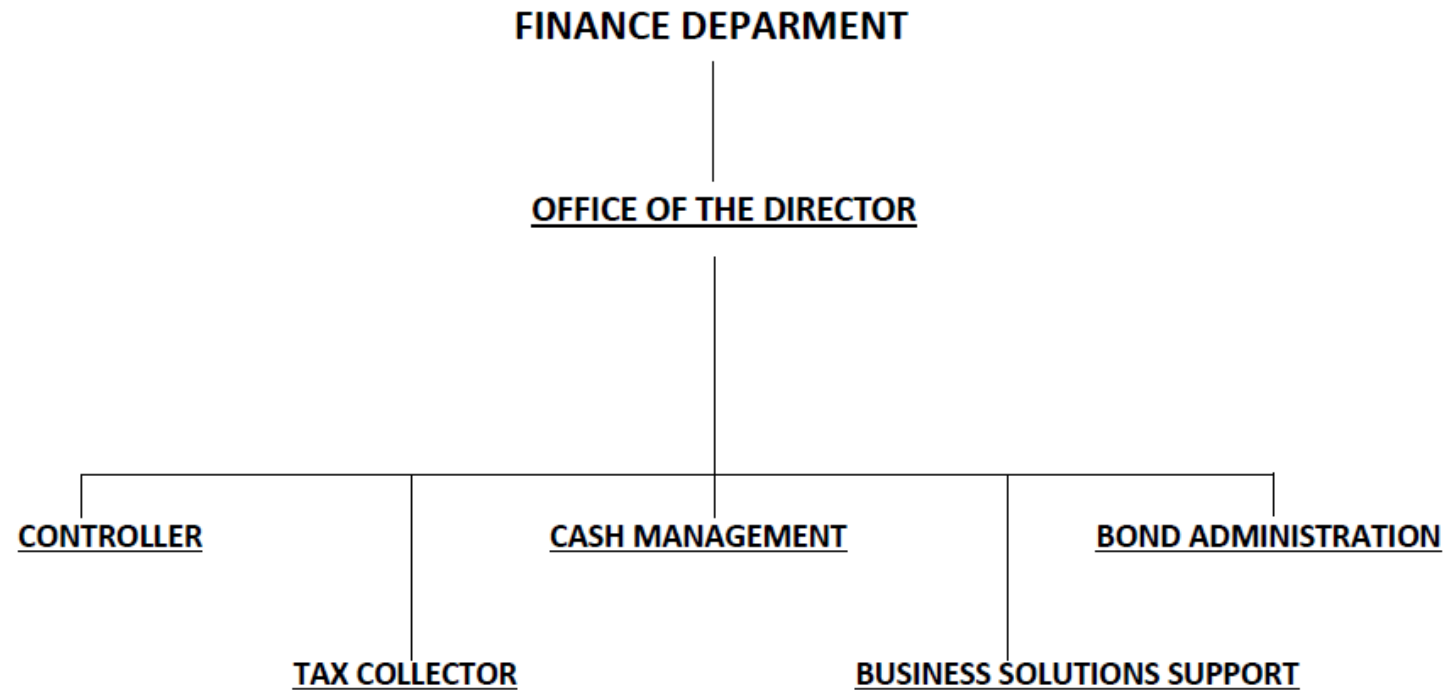 FINANCE DEPARMENT
OFFICE OF THE DIRECTOR
CONTROLLER
CASH MANAGEMENT
BOND ADMINISTRATION
TAX COLLECTOR
BUSINESS SOLUTIONS SUPPORT